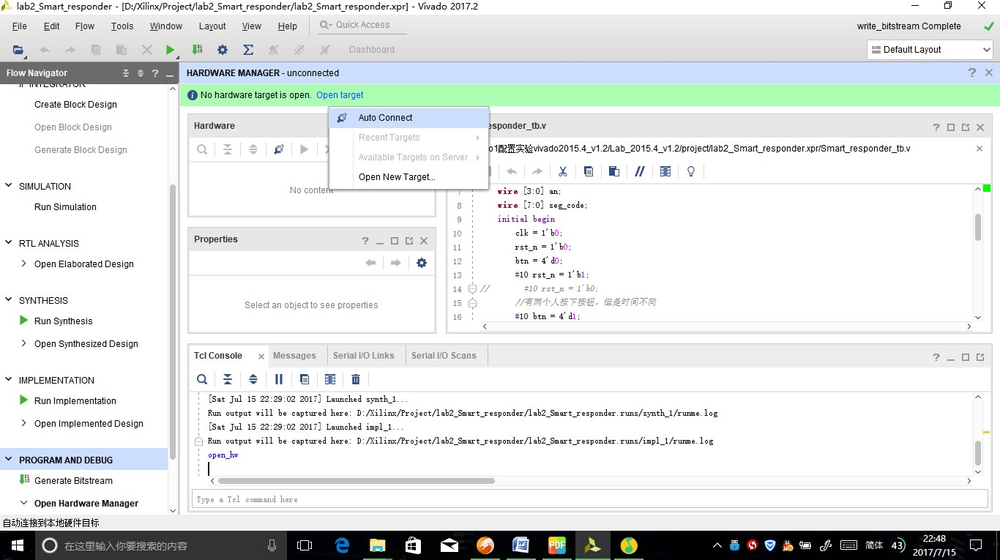 lab2_Smart_responder - [D:/Xilinx/Project/lab2_Smart_responder/lab2_Smart_responder.xpr] - Vivado 2017.2
File Edit Flow Tools Window Layout View Help Quick Access
write_bitstream Complete
Dashboard
Default Layout
Flow Navigator
HARDWARE MANAGER - unconnected
No hardware target is open. Open target
IP INTEGRATOR
Create Block Design
Open Block Design
Generate Block Design
SIMULATION
Run Simulation
RTL ANALYSIS
Open Elaborated Design
SYNTHESIS
Run Synthesis
Open Synthesized Design
IMPLEMENTATION
Run Implementation
Open Implemented Design
PROGRAM AND DEBUG
Generate Bitstream
Open Hardware Manager
Hardware
No content
Auto Connect
Recent Targets
Available Targets on Server
Open New Target...
esponder_tb.v
o1配置实验vivado2015.4_v1.2/Lab_2015.4_v1.2/project/lab2_Smart_responder.xpr/Smart_responder_tb.v
7 wire [3:0] an;
8 wire [7:0] seg_code;
9 initial begin
10 clk = 1'b0;
11 rst_n = 1'b0;
12 btn = 4'd0;
13 #10 rst_n = 1'b1;
14 // #10 rst_n = 1'b0;
15 //有两个人按下按钮，但是时间不同
16 #10 btn = 4'd1;
Properties
Select an object to see properties
Tcl Console Messages Serial I/O Links Serial I/O Scans
[Sat Jul 15 22:29:02 2017] Launched synth_1...
Run output will be captured here: D:/Xilinx/Project/lab2_Smart_responder/lab2_Smart_responder.runs/synth_1/runme.log
[Sat Jul 15 22:29:02 2017] Launched impl_1...
Run output will be captured here: D:/Xilinx/Project/lab2_Smart_responder/lab2_Smart_responder.runs/impl_1/runme.log
open_hw
Type a Tcl command here
自动连接到本地硬件目标
在这里输入你要搜索的内容
PDF
简体
43
22:48
2017/7/15